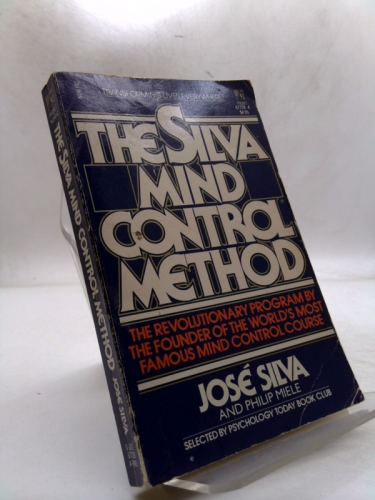 THE SILVA
MIND
CONTROL
METHOD
THE REVOLUTIONARY PROGRAM BY
THE FOUNDER OF THE WORLD'S MOST
FAMOUS MIND CONTROL COURSE
JOSÉ SILVA
AND PHILIP MIELE
SELECTED BY PSYCHOLOGY TODAY BOOK CLUB
THE SILVA MIND CONTROL METHOD JOSÉ SILVA